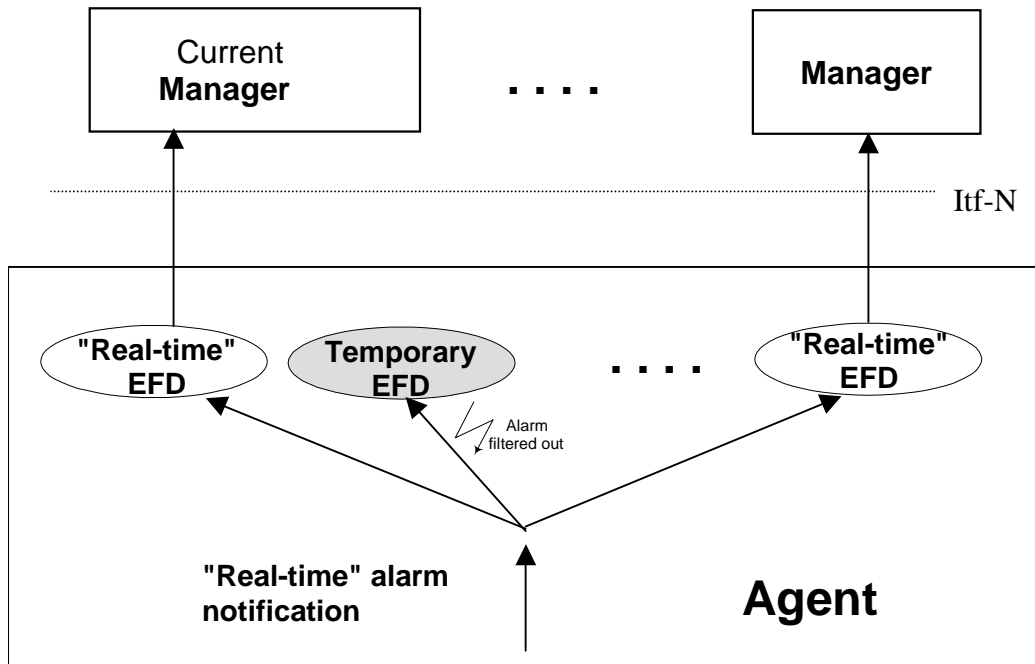 Current
Manager
. . . .
Manager
Itf-N
"Real-time"
EFD
Temporary
EFD
. . . .
"Real-time"
EFD
Alarm
filtered out
"Real-time" alarm
notification
Agent